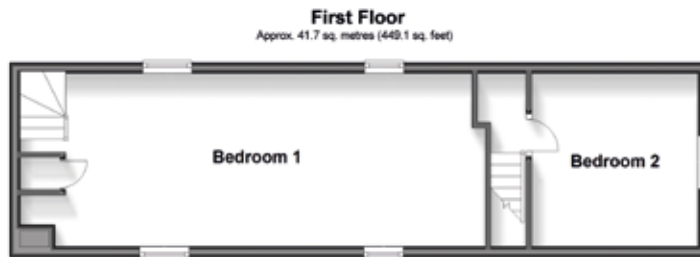 First Floor
Approx. 41.7 sq. metres (449.1 sq. feet)
Bedroom 1
Bedroom 2